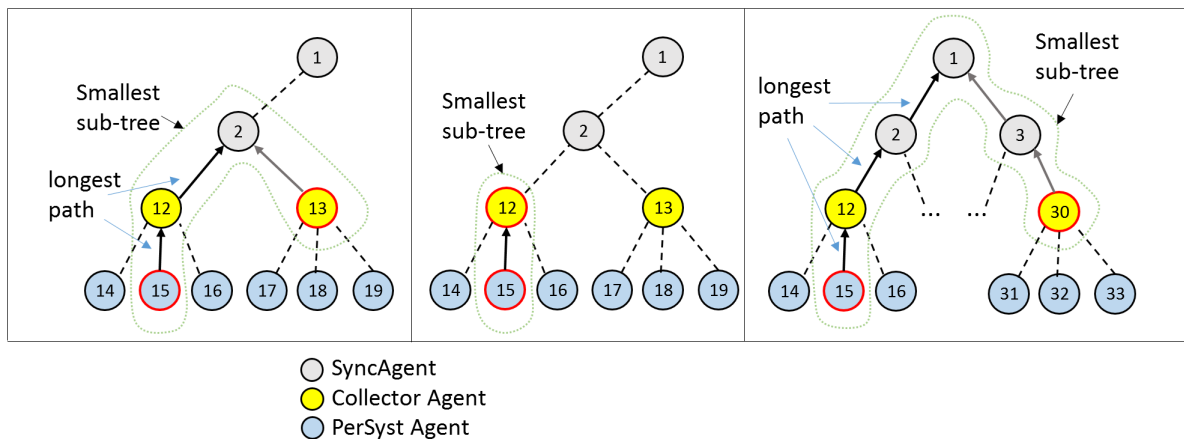 1
Smallest
sub-tree
2
longest
path
12
13
14
15
16
17
18
19
1
Smallest
sub-tree
2
12
13
14
15
16
17
18
19
1
Smallest
sub-tree
longest
path
2
3
12
...
...
30
14
15
16
31
32
33
SyncAgent
Collector Agent
PerSyst Agent